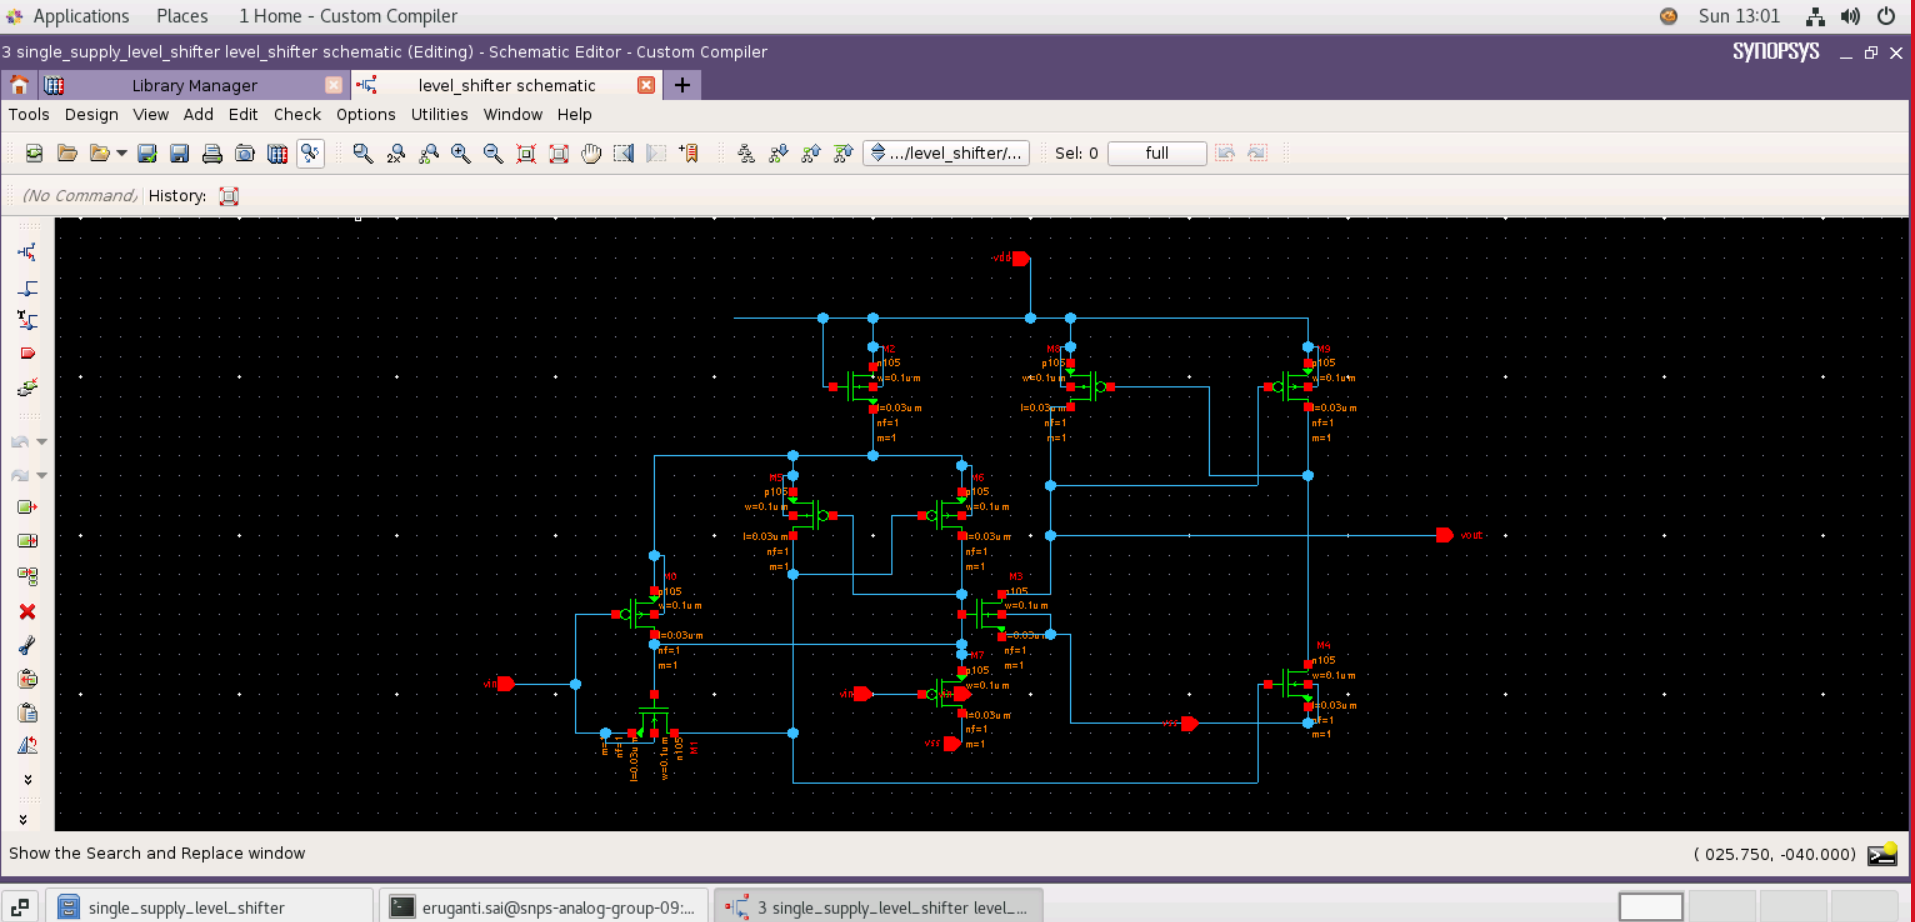 Applications Places 1 Home - Custom Compiler Sun 13:01
3 single_supply_level_shifter level_shifter schematic (Editing) - Schematic Editor - Custom Compiler SYNOPSYS
Library Manager level_shifter schematic
Tools Design View Add Edit Check Options Utilities Window Help
2x .../level_shifter/... Sel: 0 full
(No Command) History:
vdd
M2
n105
w=0.1u m
l=0.03u m
nf=1
m=1
M8
p105
w=0.1u m
l=0.03u m
nf=1
m=1
M9
p105
w=0.1u m
l=0.03u m
nf=1
m=1
M5
p105
w=0.1u m
l=0.03u m
nf=1
m=1
M6
p105
w=0.1u m
l=0.03u m
nf=1
m=1
vout
p105
w=0.1u m
l=0.03u m
nf=1
m=1
M3
n105
w=0.1u m
l=0.03u m
nf=1
m=1
M7
p105
w=0.1u m
l=0.03u m
nf=1
m=1
M4
n105
w=0.1u m
l=0.03u m
nf=1
m=1
vin
vin
vss
vss
nf=1
l=0.03u m
w=0.1u m
n105
M1
Show the Search and Replace window ( 025.750, -040.000)
single_supply_level_shifter eruganti.sai@snps-analog-group-09:... 3 single_supply_level_shifter level_...